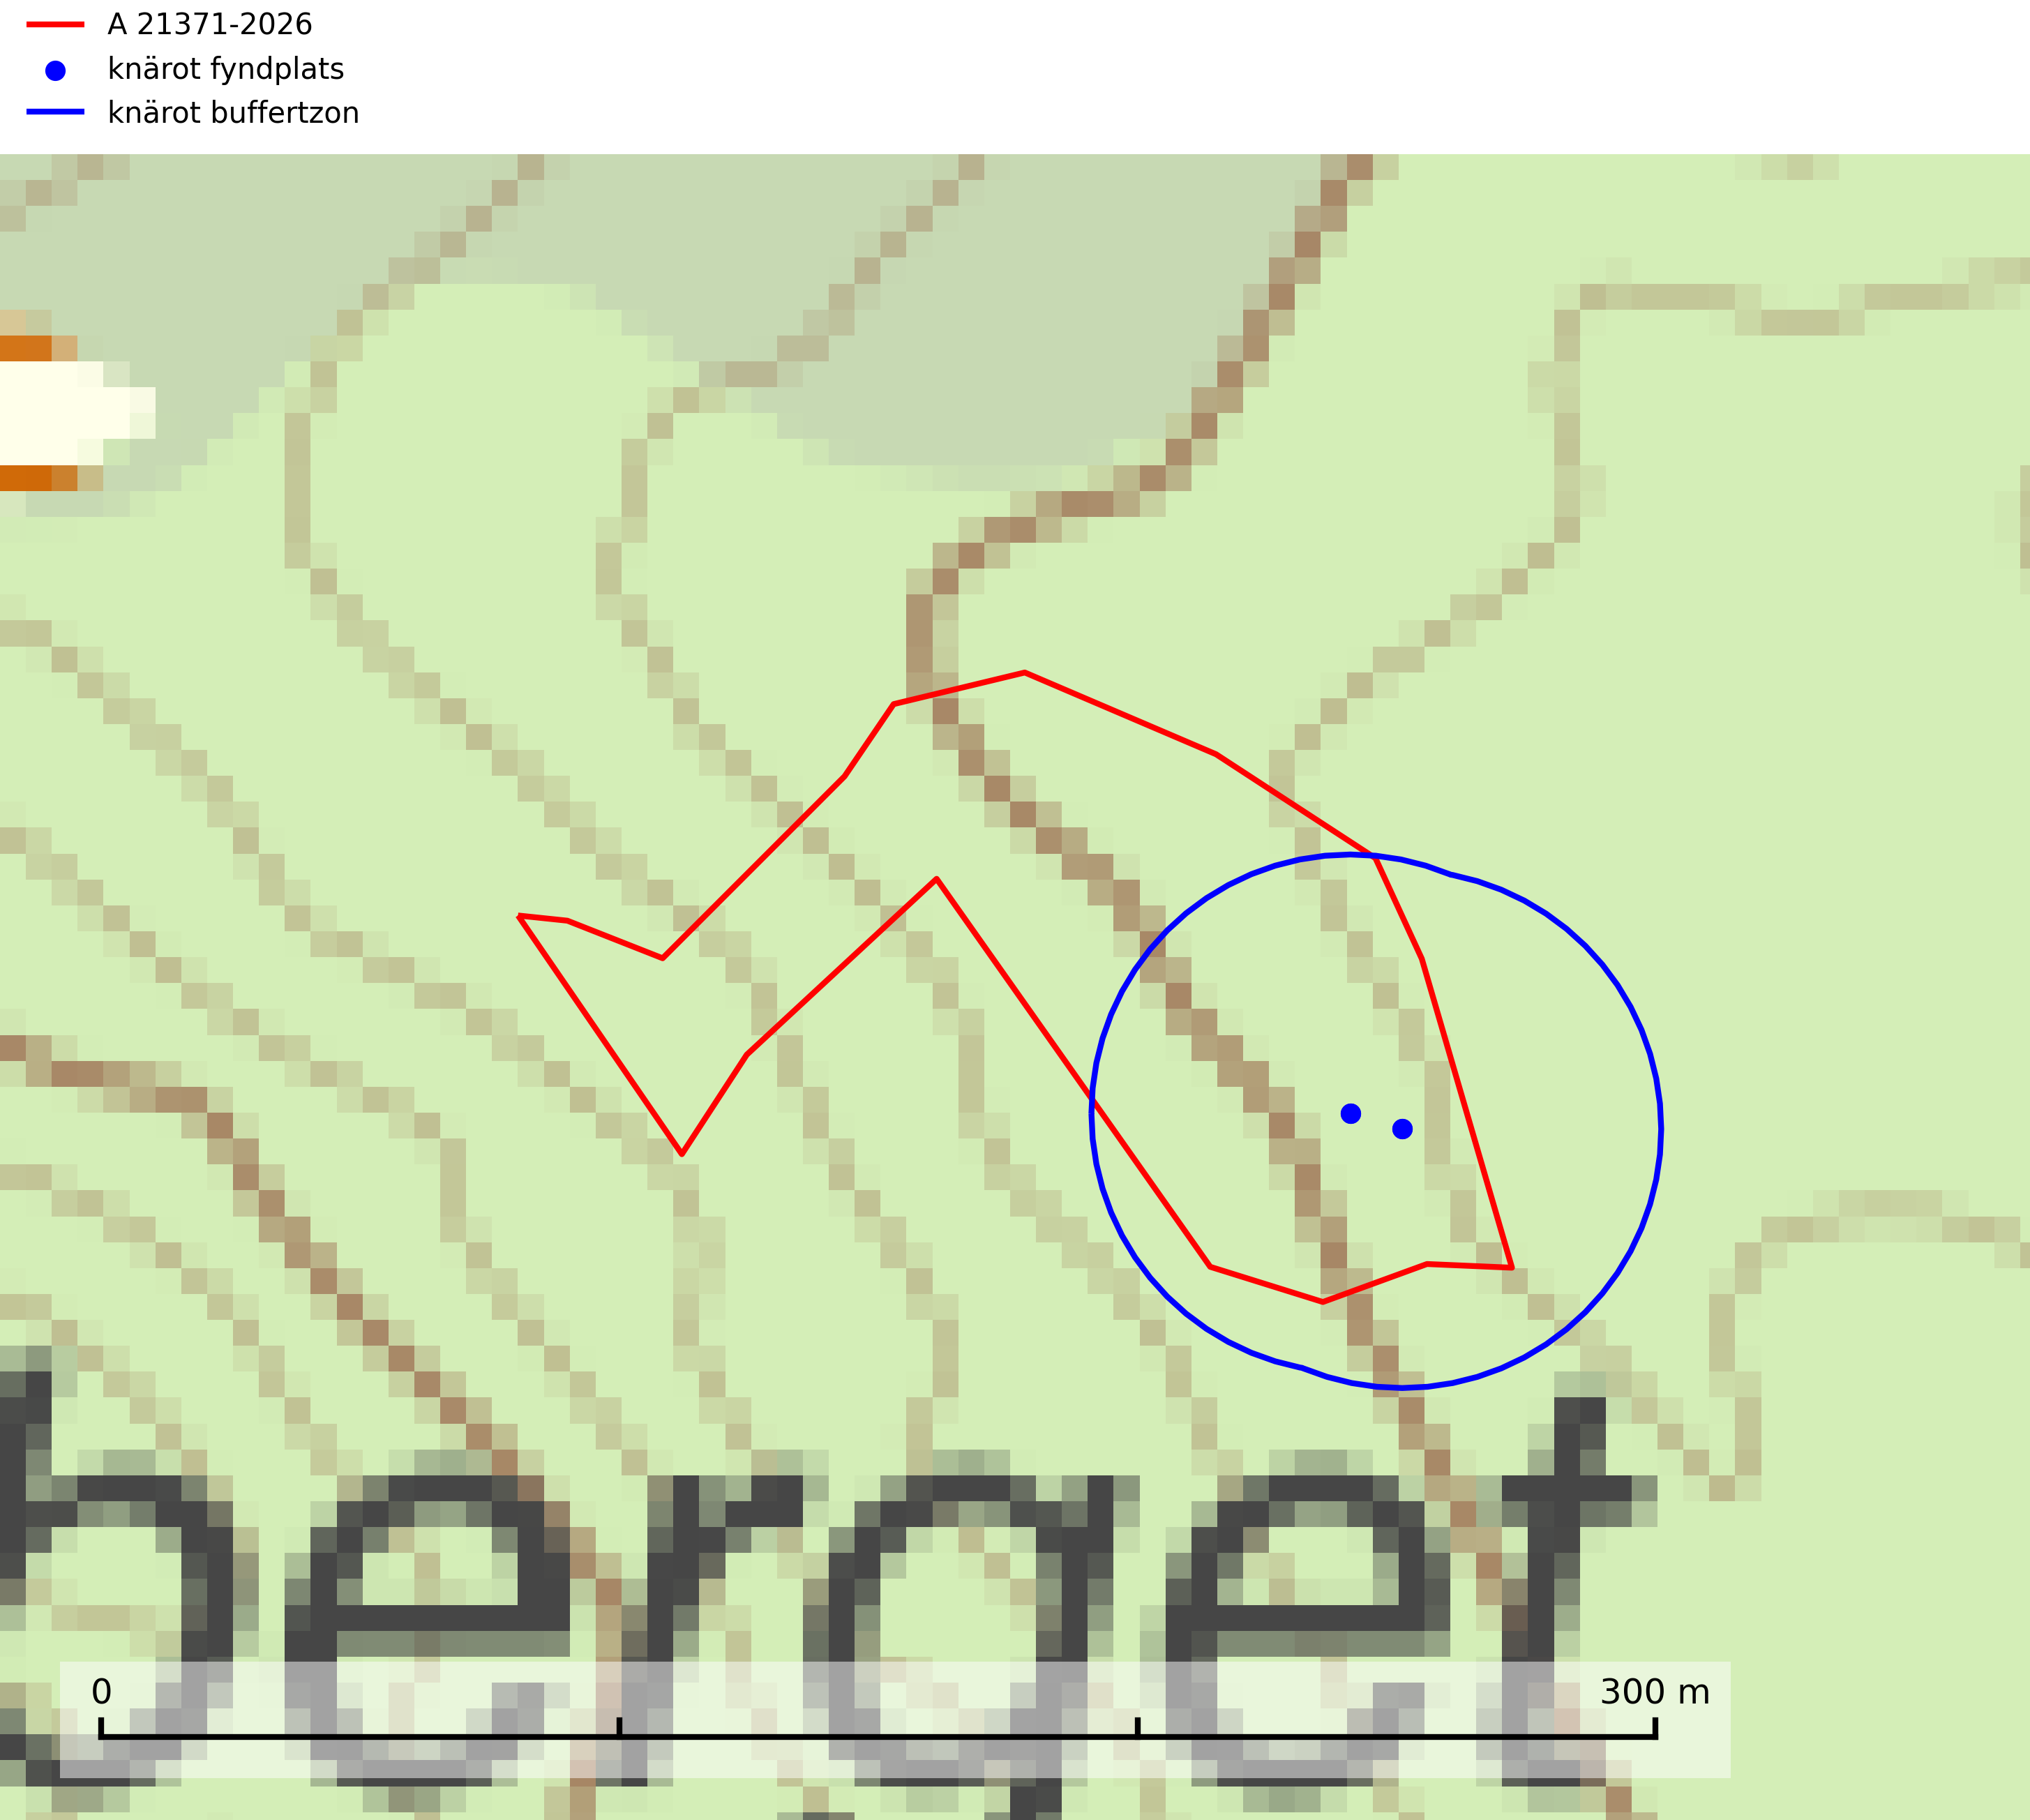 A 21371-2026
knärot fyndplats
knärot buffertzon
0 300 m